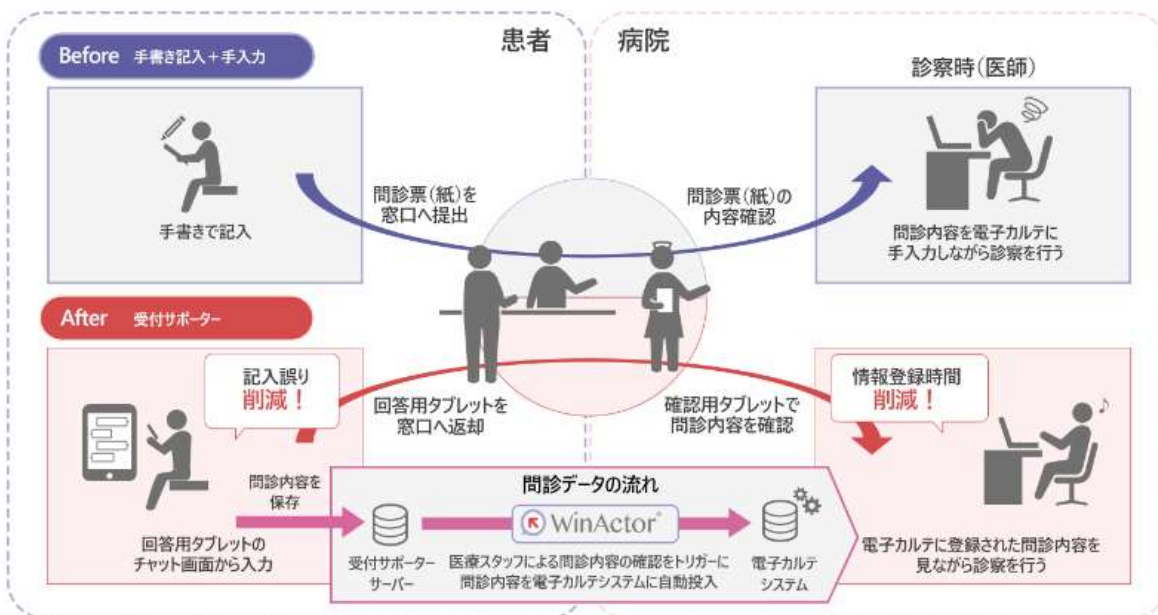 患者
病院
Before 手書き記入+手入力
診察時(医師)
手書きで記入
問診票(紙)を
窓口へ提出
問診票(紙)の
内容確認
問診内容を電子カルテに
手入力しながら診察を行う
After 受付サポーター
記入誤り
削減!
回答用タブレットを
窓口へ返却
確認用タブレットで
問診内容を確認
情報登録時間
削減!
♪
問診内容を
保存
問診データの流れ
WinActor®
回答用タブレットの
チャット画面から入力
受付サポーター
サーバー
医療スタッフによる問診内容の確認をトリガーに
問診内容を電子カルテシステムに自動投入
電子カルテ
システム
電子カルテに登録された問診内容を
見ながら診察を行う